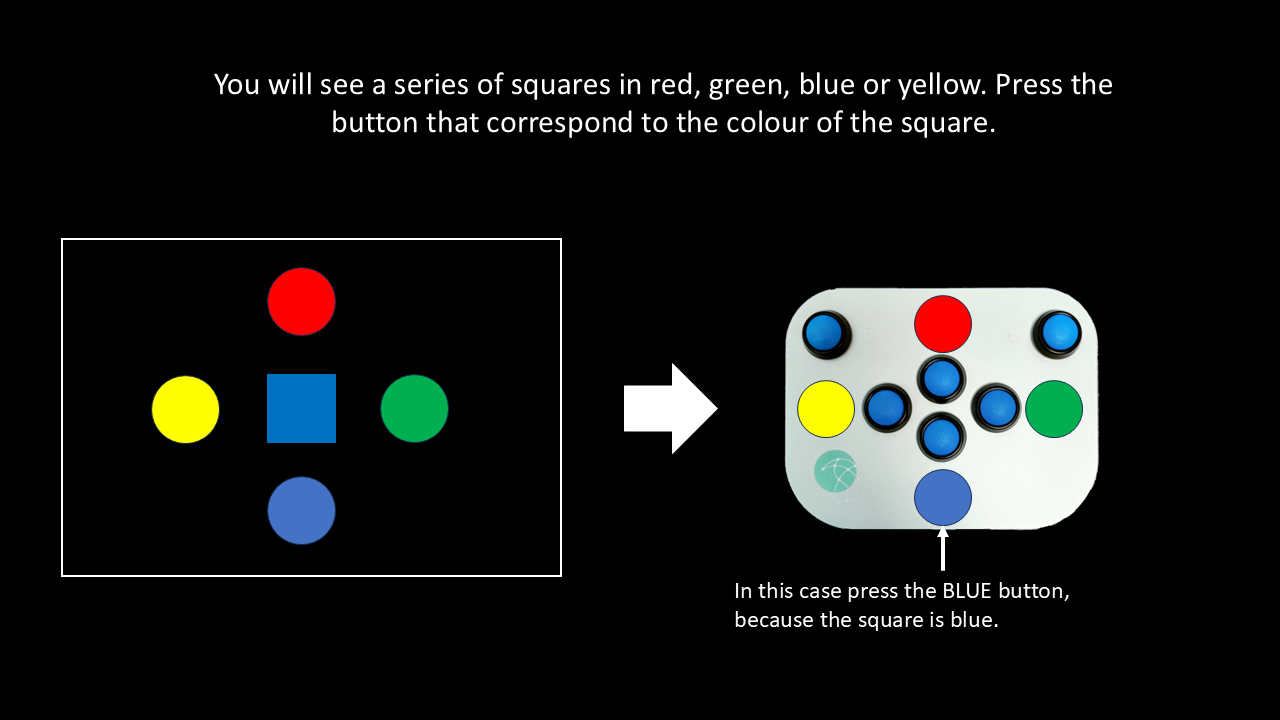 You will see a series of squares in red, green, blue or yellow. Press the
button that correspond to the colour of the square.
In this case press the BLUE button,
because the square is blue.